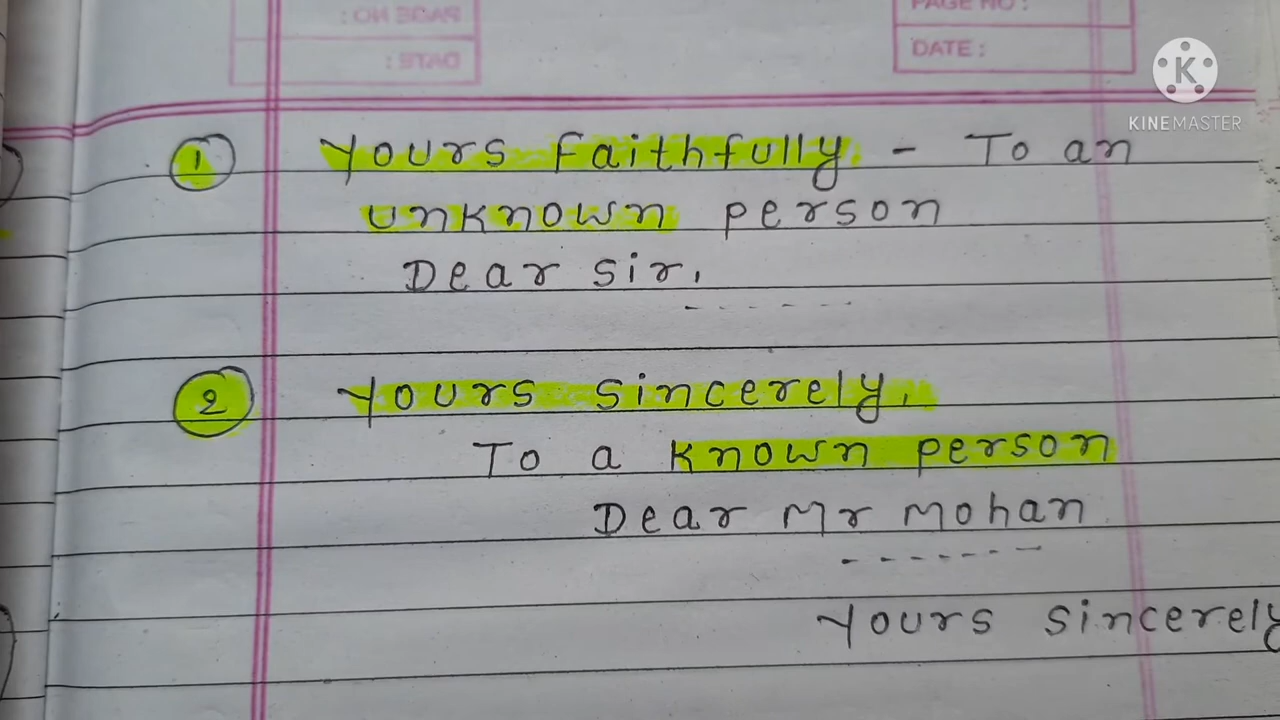 PAGE NO :
DATE :
K
KINEMASTER
1 Yours Faithfully - To an
unknown person
Dear Sir,
2 Yours Sincerely,
To a known person
Dear Mr Mohan
Yours Sincerely